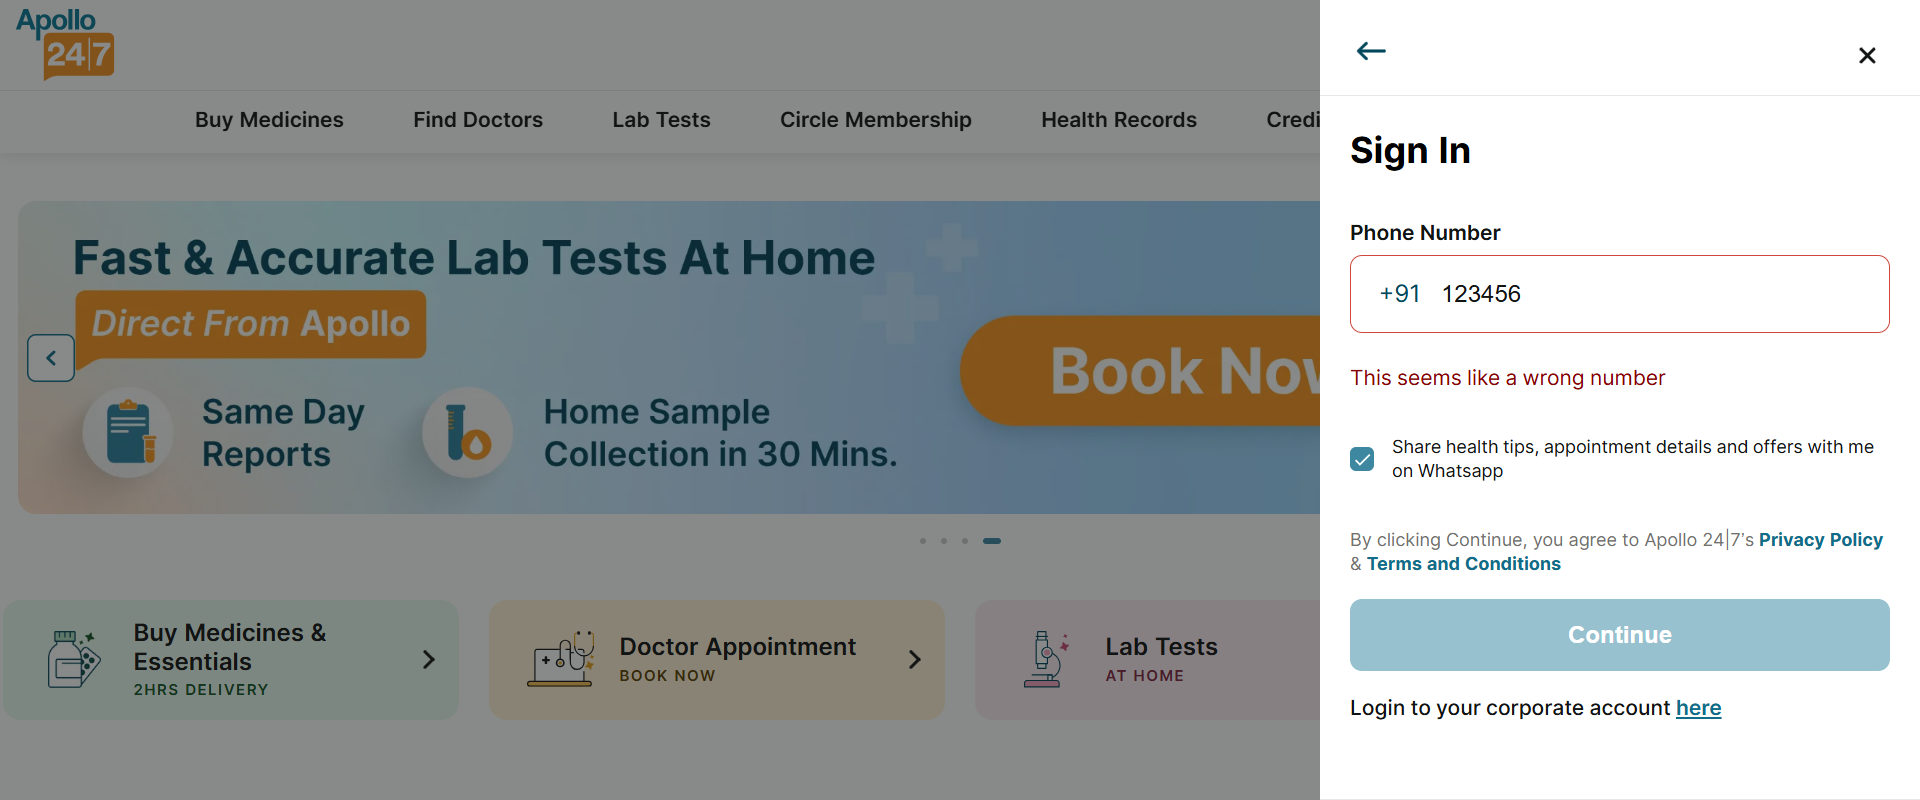 Apollo
24|7
Buy Medicines
Find Doctors
Lab Tests
Circle Membership
Health Records
Credi
Fast & Accurate Lab Tests At Home
Direct From Apollo
Same Day
Reports
Home Sample
Collection in 30 Mins.
Book Now
Buy Medicines &
Essentials
2HRS DELIVERY
Doctor Appointment
BOOK NOW
Lab Tests
AT HOME
Sign In
Phone Number
+91 123456
This seems like a wrong number
Share health tips, appointment details and offers with me
on Whatsapp
By clicking Continue, you agree to Apollo 24|7's Privacy Policy
& Terms and Conditions
Continue
Login to your corporate account here